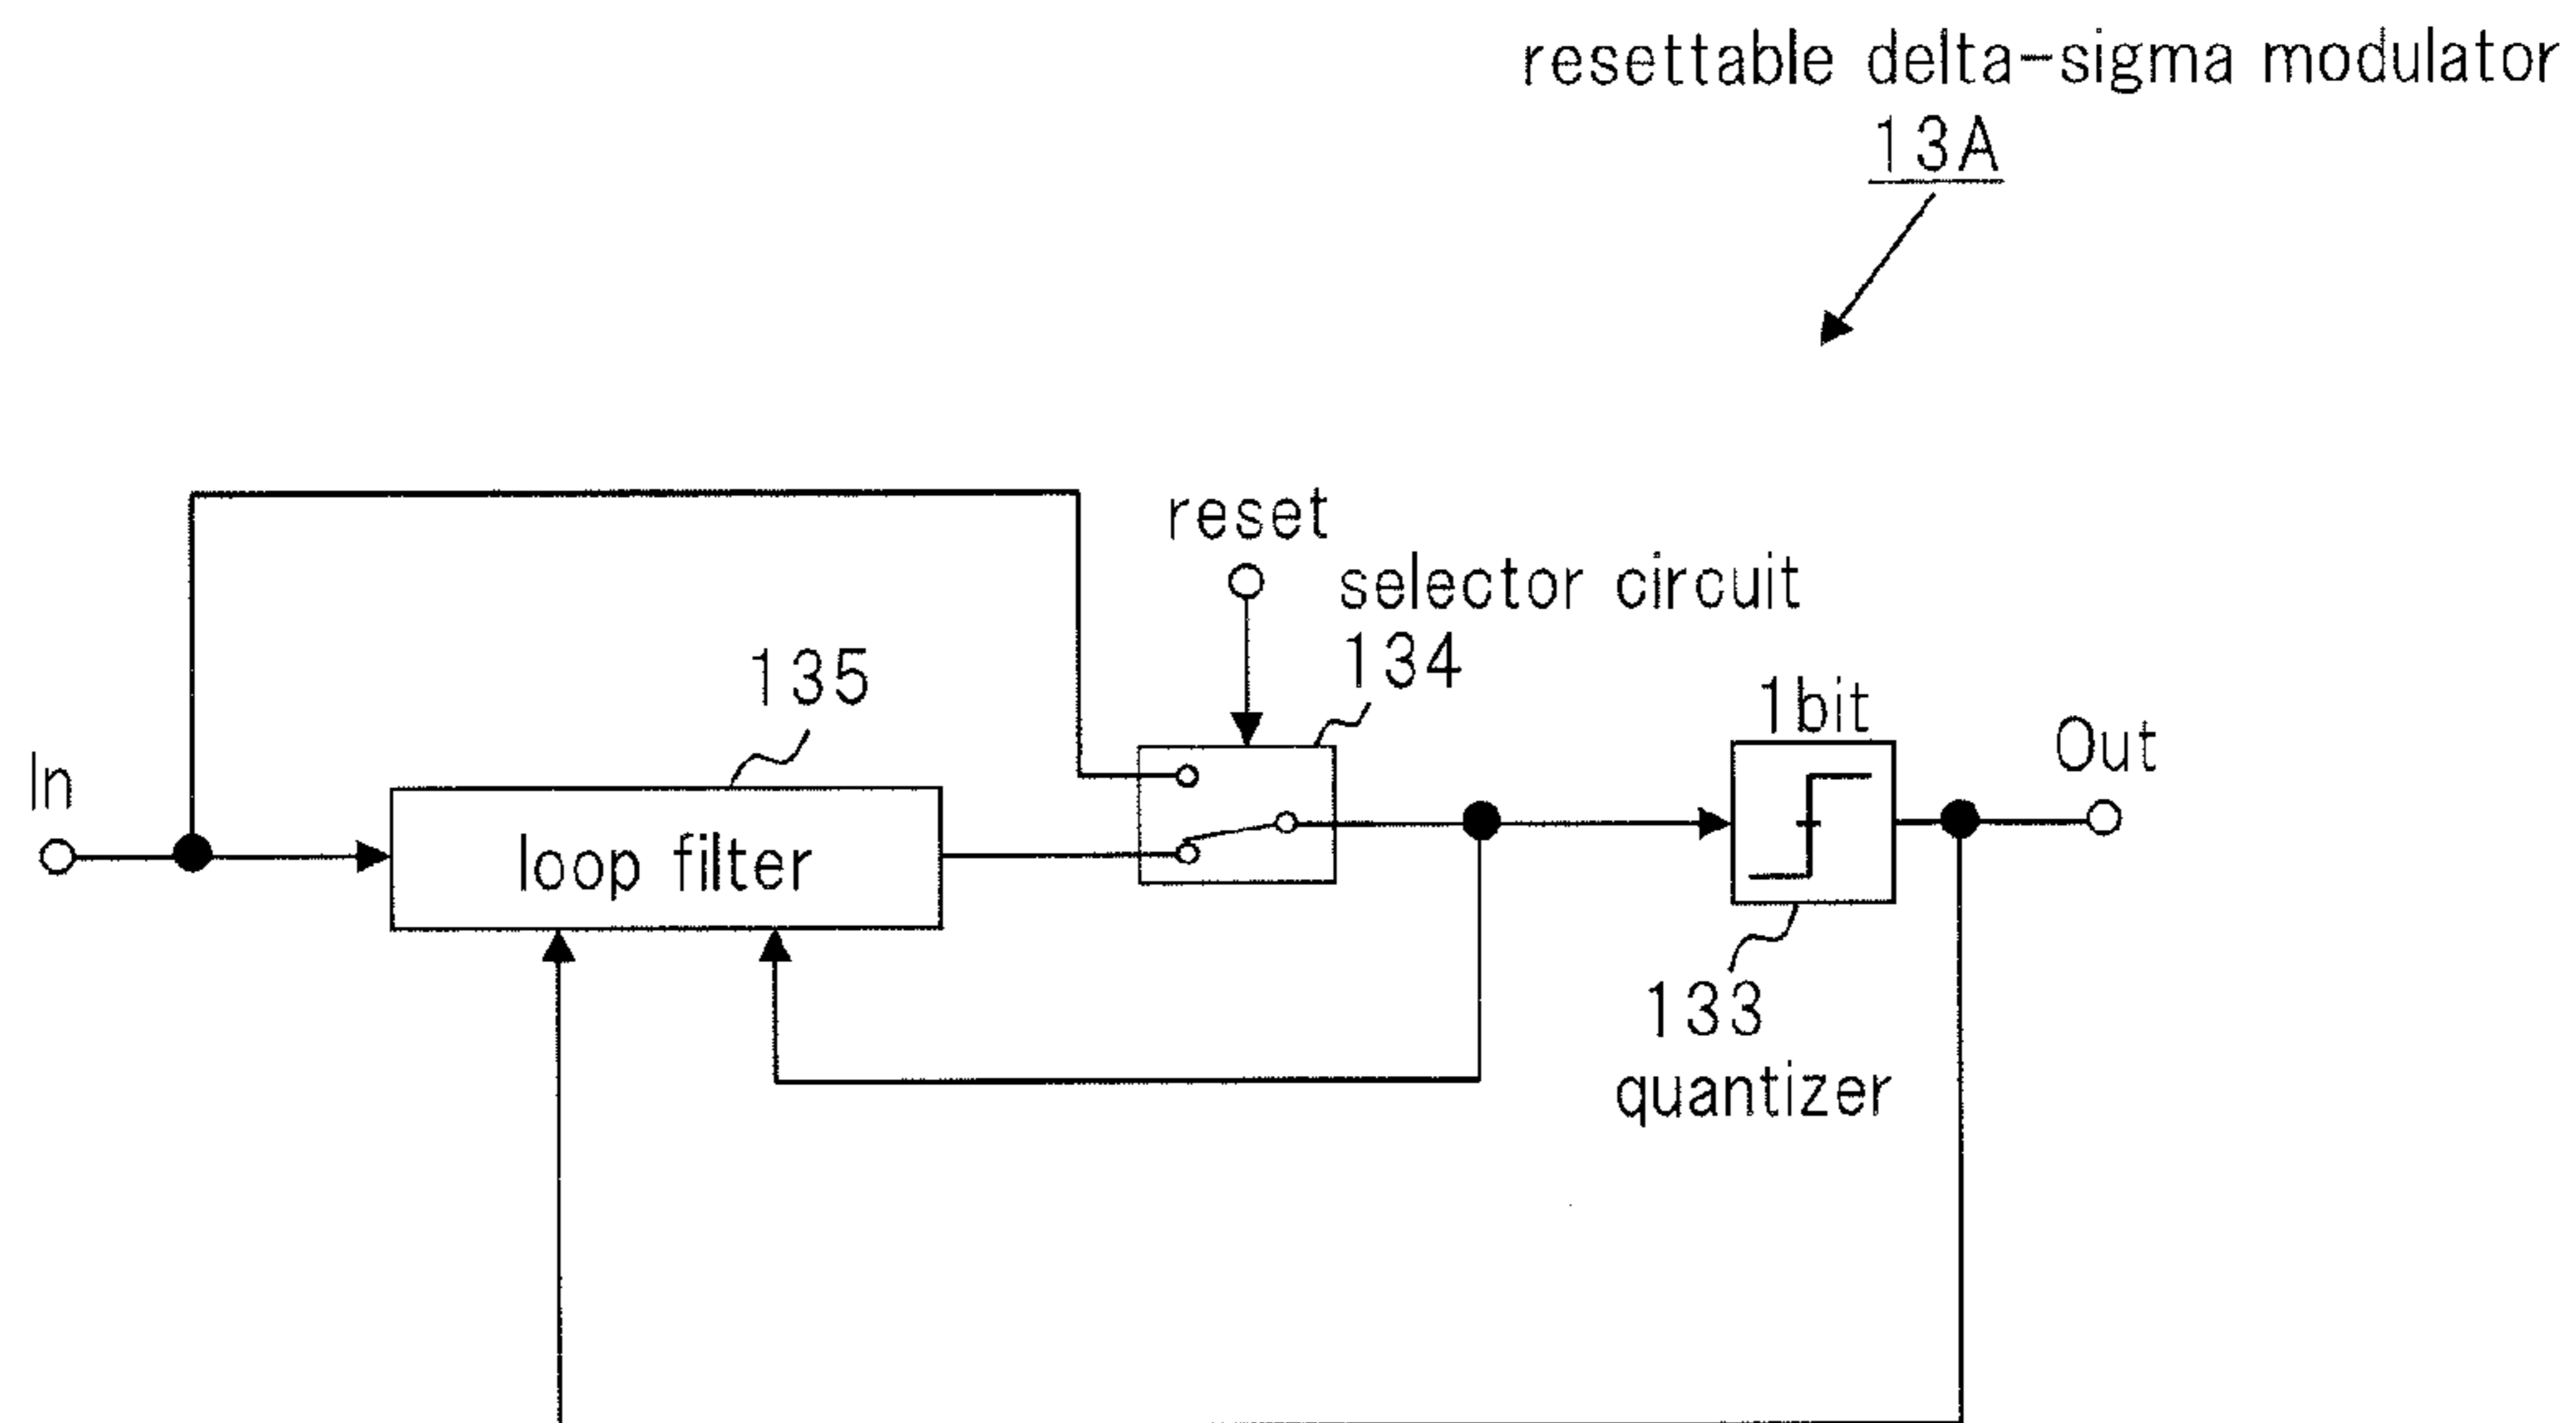 resettable delta-sigma modulator
13A
reset
selector circuit
134
135
1bit
Out
In
loop filter
133
quantizer